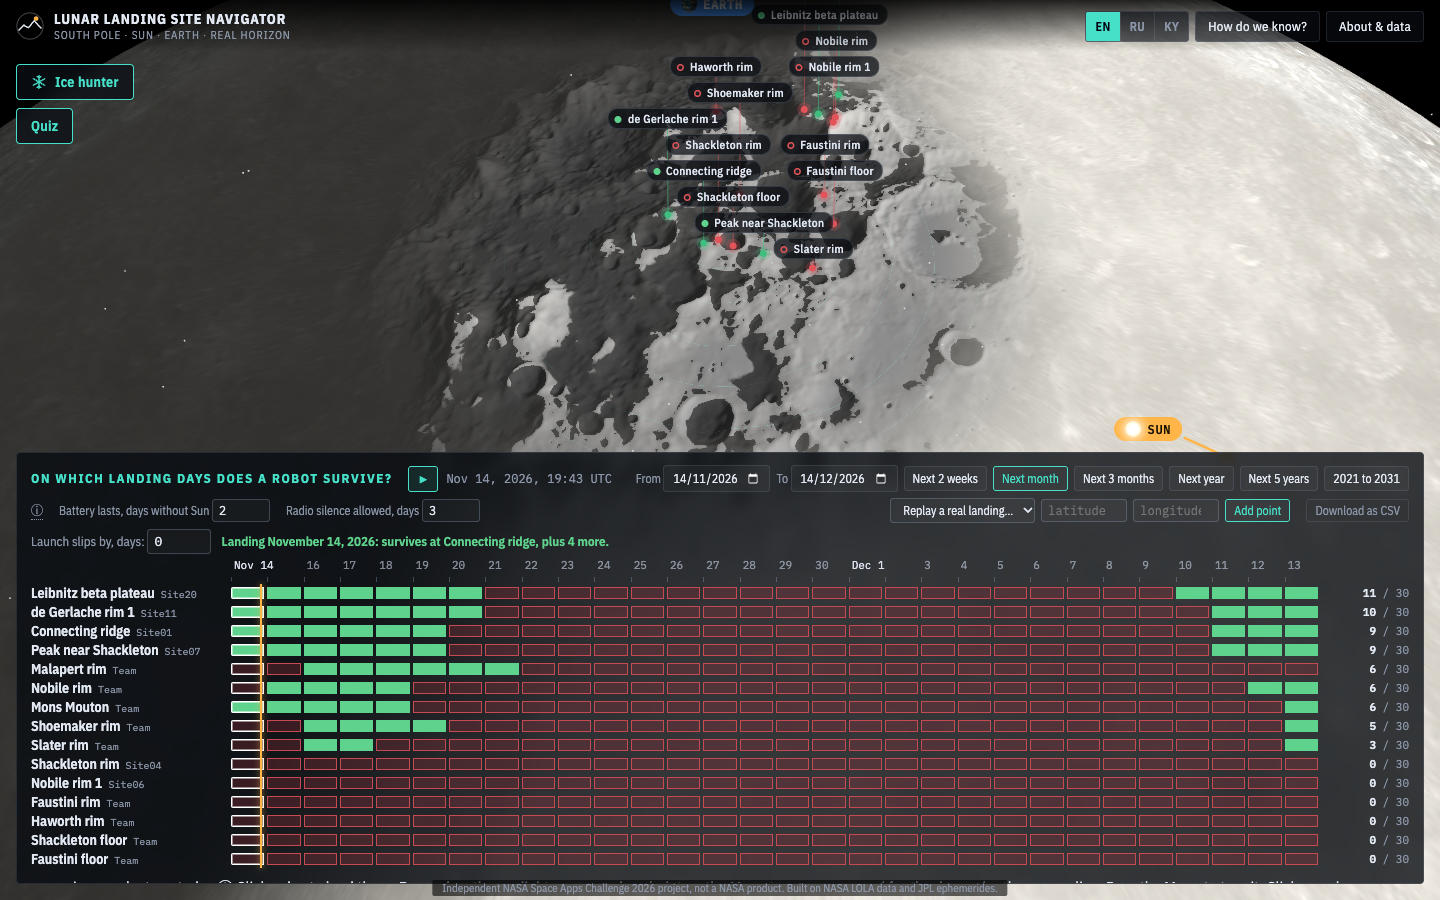 LUNAR LANDING SITE NAVIGATOR
SOUTH POLE · SUN · EARTH · REAL HORIZON
EN RU KY How do we know? About & data
Ice hunter
Quiz
EARTH
Leibnitz beta plateau
Nobile rim
Haworth rim
Nobile rim 1
Shoemaker rim
de Gerlache rim 1
Shackleton rim
Faustini rim
Connecting ridge
Faustini floor
Shackleton floor
Peak near Shackleton
Slater rim
SUN
ON WHICH LANDING DAYS DOES A ROBOT SURVIVE? Nov 14, 2026, 19:43 UTC From 14/11/2026 To 14/12/2026 Next 2 weeks Next month Next 3 months Next year Next 5 years 2021 to 2031
Battery lasts, days without Sun 2 Radio silence allowed, days 3 Replay a real landing... latitude longitude Add point Download as CSV
Launch slips by, days: 0 Landing November 14, 2026: survives at Connecting ridge, plus 4 more.
Nov 14 16 17 18 19 20 21 22 23 24 25 26 27 28 29 30 Dec 1 3 4 5 6 7 8 9 10 11 12 13
Leibnitz beta plateau Site20 11 / 30
de Gerlache rim 1 Site11 10 / 30
Connecting ridge Site01 9 / 30
Peak near Shackleton Site07 9 / 30
Malapert rim Team 6 / 30
Nobile rim Team 6 / 30
Mons Mouton Team 6 / 30
Shoemaker rim Team 5 / 30
Slater rim Team 3 / 30
Shackleton rim Site04 0 / 30
Nobile rim 1 Site06 0 / 30
Faustini rim Team 0 / 30
Haworth rim Team 0 / 30
Shackleton floor Team 0 / 30
Faustini floor Team 0 / 30
Independent NASA Space Apps Challenge 2026 project, not a NASA product. Built on NASA LOLA data and JPL ephemerides.